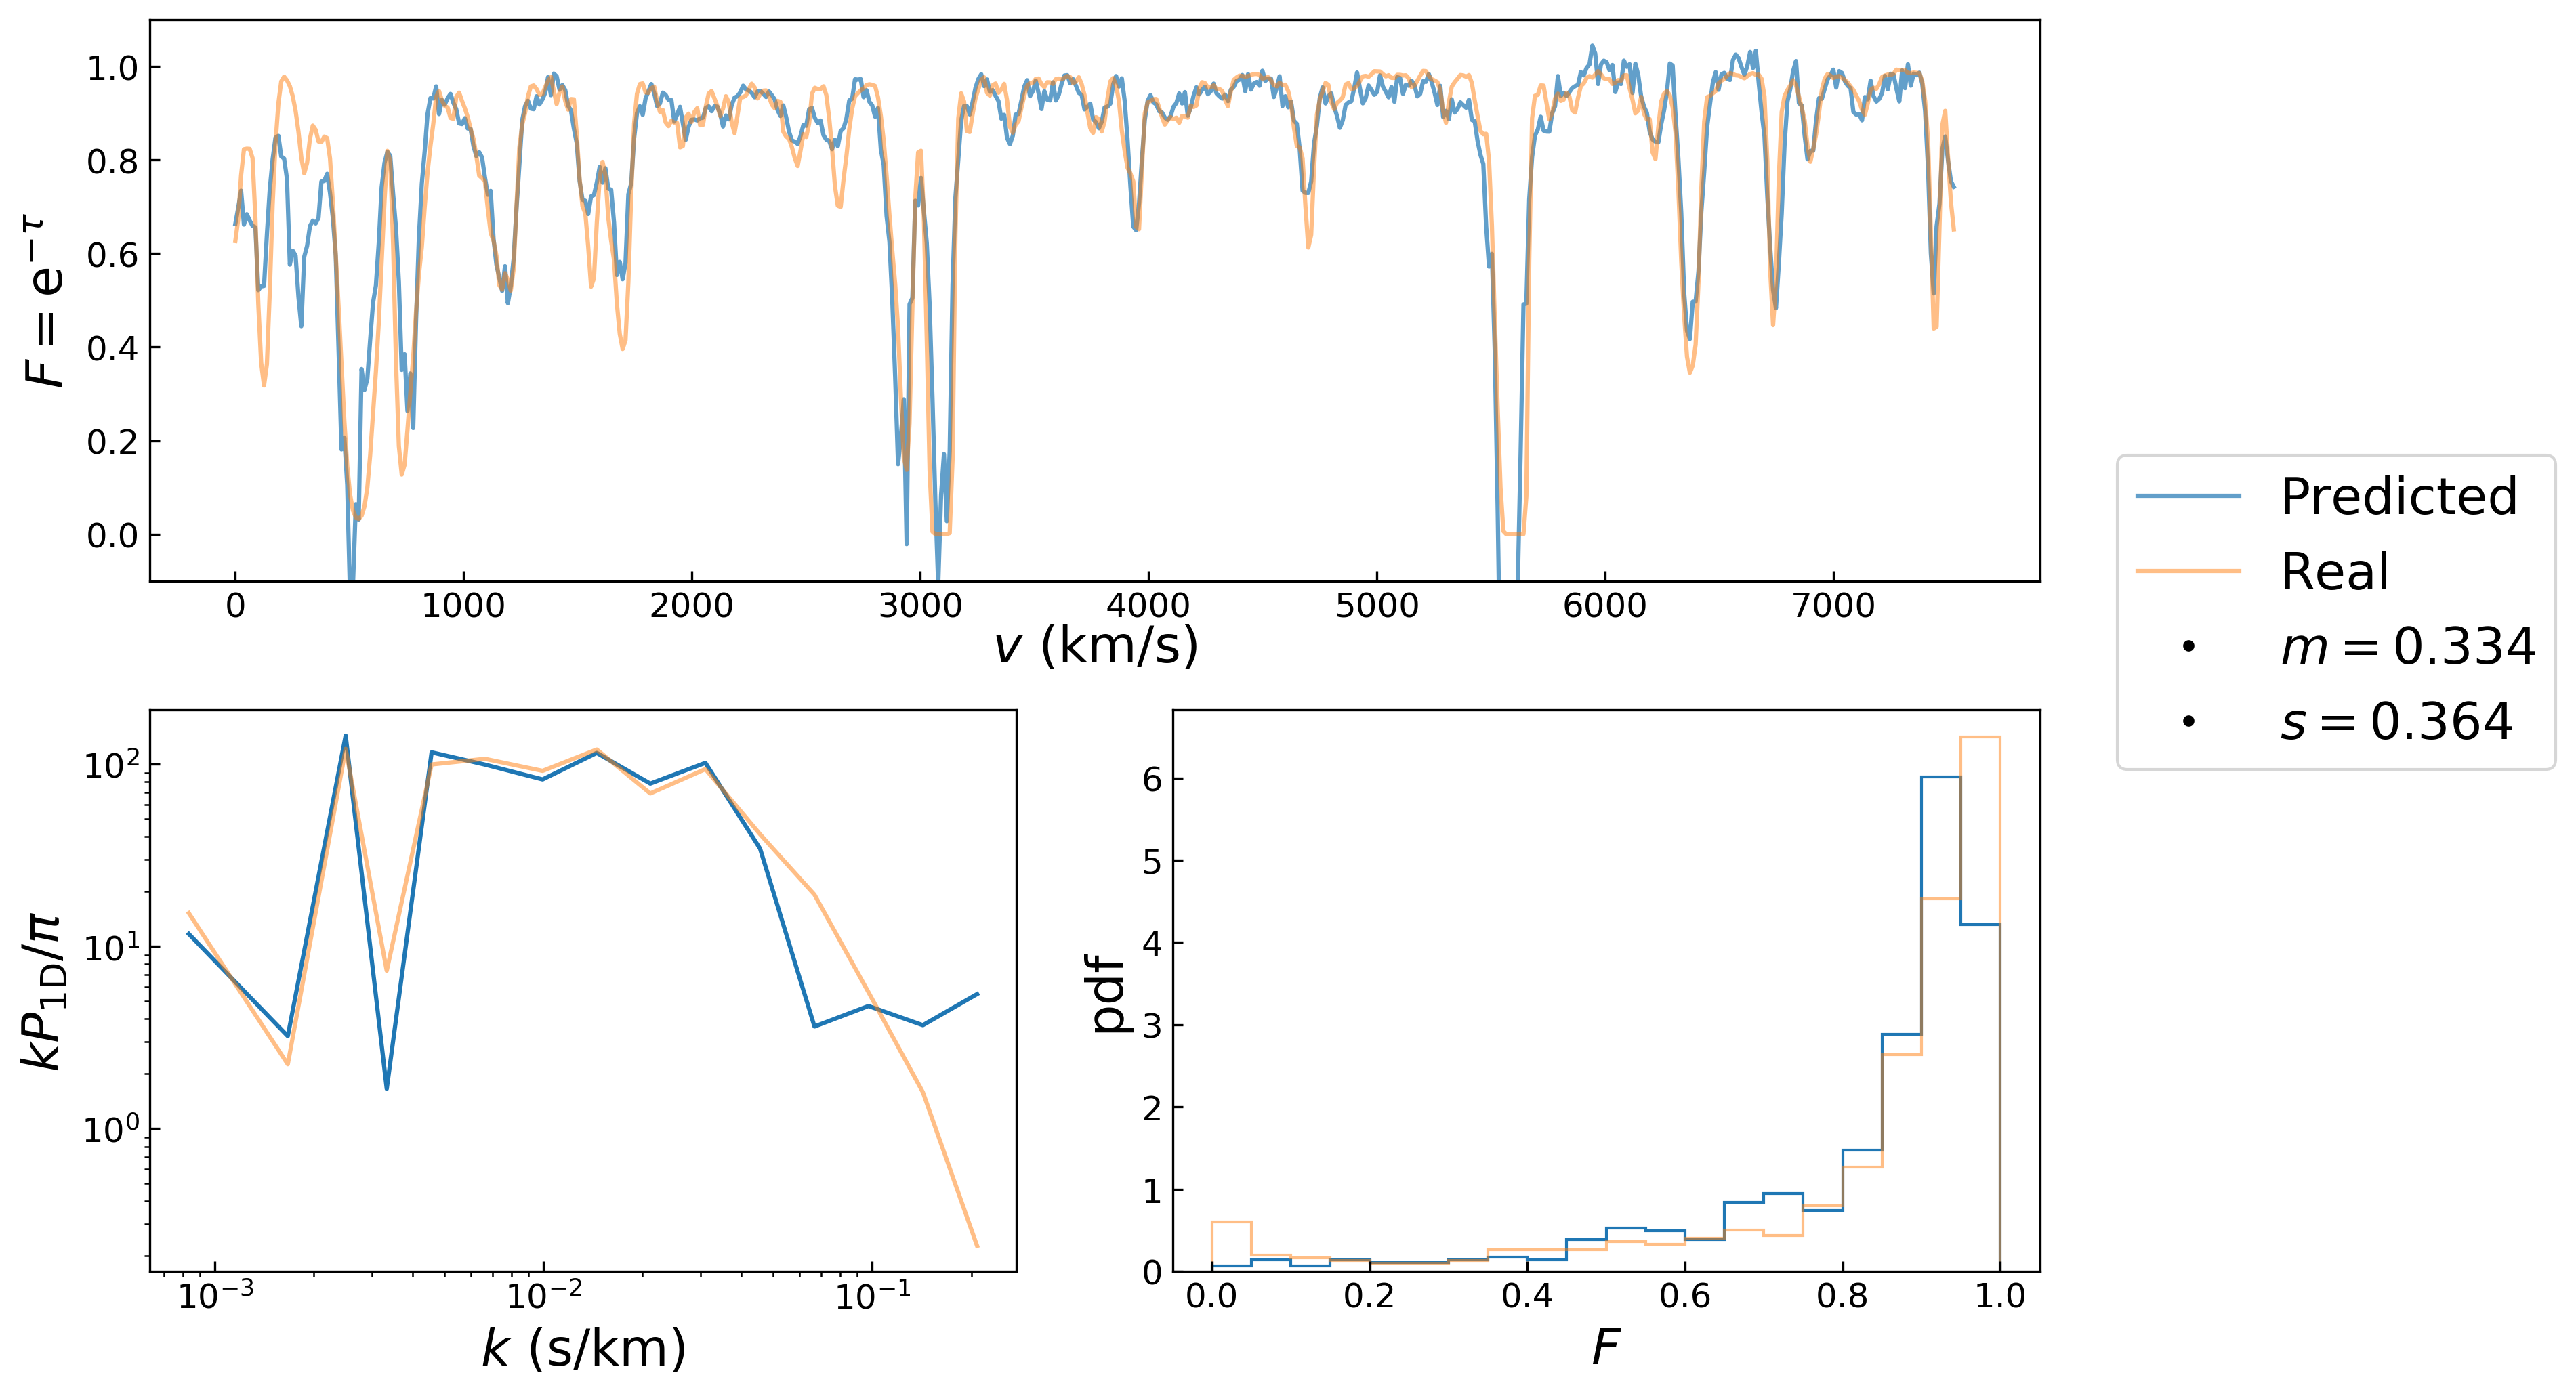 F = e^{−τ}
1.0
0.8
0.6
0.4
0.2
0.0
0 1000 2000 3000 4000 5000 6000 7000
v (km/s)
Predicted
Real
m = 0.334
s = 0.364
kP_{1D}/π
10^2
10^1
10^0
10^{−3} 10^{−2} 10^{−1}
k (s/km)
pdf
6
5
4
3
2
1
0
0.0 0.2 0.4 0.6 0.8 1.0
F